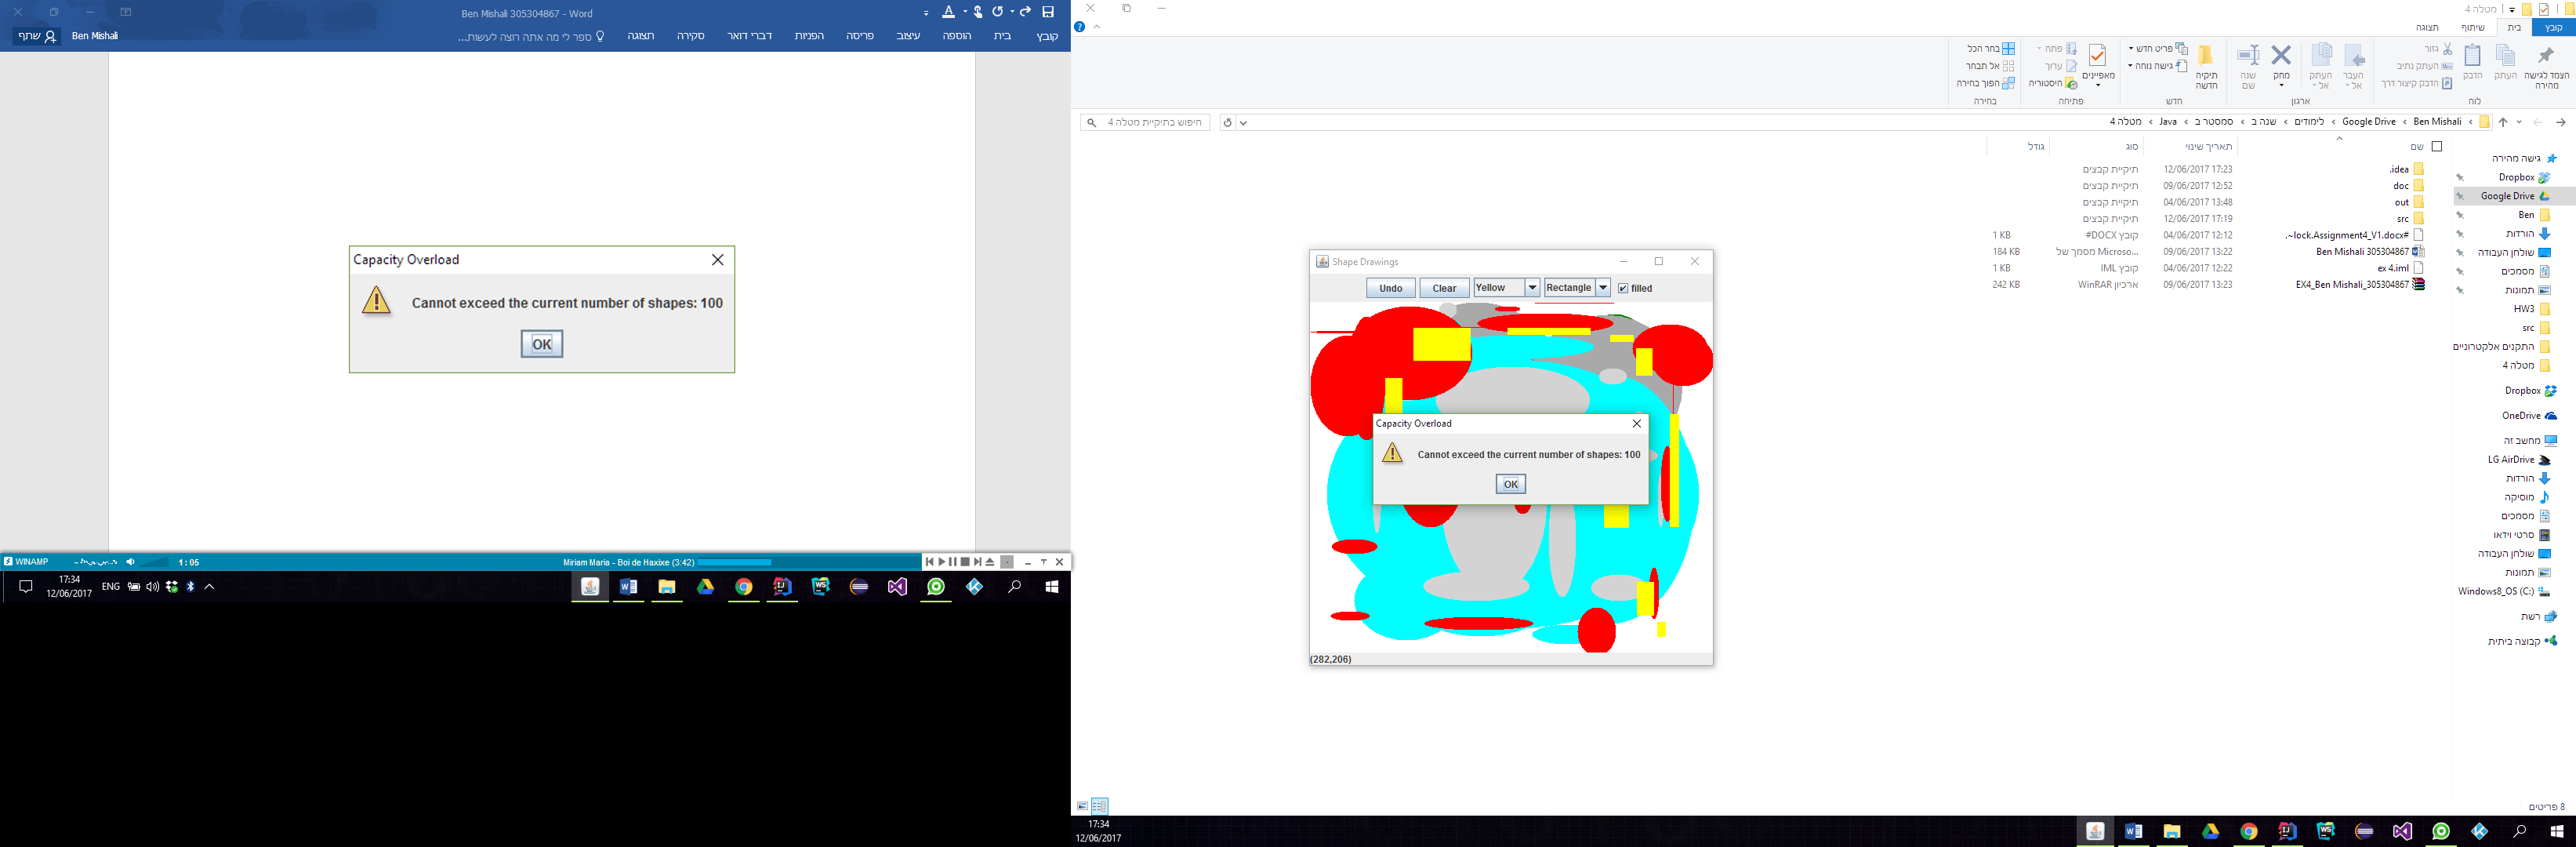 Ben Mishali 305304867 - Word
קובץ
בית
הוספה
עיצוב
פריסה
הפניות
דברי דואר
סקירה
תצוגה
ספר לי מה אתה רוצה לעשות...
Ben Mishali
שתף
Capacity Overload
Cannot exceed the current number of shapes: 100
OK
WINAMP
1:05
Miriam Maria - Boi de Haxixe (3:42)
17:34
12/06/2017
ENG
מטלה 4
קובץ
בית
שיתוף
תצוגה
הצמד לגישה מהירה
העתק
הדבק
גזור
העתק נתיב
הדבק קיצור דרך
לוח
העבר אל
העתק אל
מחק
שנה שם
ארגון
תיקיה חדשה
פריט חדש
גישה נוחה
חדש
מאפיינים
פתח
ערוך
היסטוריה
פתיחה
בחר הכל
אל תבחר
הפוך בחירה
בחירה
Ben Mishali ‹ Google Drive ‹ לימודים ‹ שנה ב ‹ סמסטר ב ‹ Java ‹ מטלה 4
חיפוש בתיקיית מטלה 4
שם
תאריך שינוי
סוג
גודל
.idea 12/06/2017 17:23 תיקיית קבצים
doc 09/06/2017 12:52 תיקיית קבצים
out 04/06/2017 13:48 תיקיית קבצים
src 12/06/2017 17:19 תיקיית קבצים
.~lock.Assignment4_V1.docx# 04/06/2017 12:12 קובץ DOCX# 1 KB
Ben Mishali 305304867 09/06/2017 13:22 מסמך של Microso... 184 KB
ex 4.iml 04/06/2017 12:22 קובץ IML 1 KB
EX4_Ben Mishali_305304867 09/06/2017 13:23 ארכיון WinRAR 242 KB
גישה מהירה
Dropbox
Google Drive
Ben
הורדות
שולחן העבודה
מסמכים
תמונות
HW3
src
התקנים אלקטרוניים
מטלה 4
Dropbox
OneDrive
מחשב זה
LG AirDrive
הורדות
מוסיקה
מסמכים
סרטי וידאו
שולחן העבודה
תמונות
Windows8_OS (C:)
רשת
קבוצה ביתית
8 פריטים
Shape Drawings
Undo
Clear
Yellow
Rectangle
filled
Capacity Overload
Cannot exceed the current number of shapes: 100
OK
(282,206)
17:34
12/06/2017